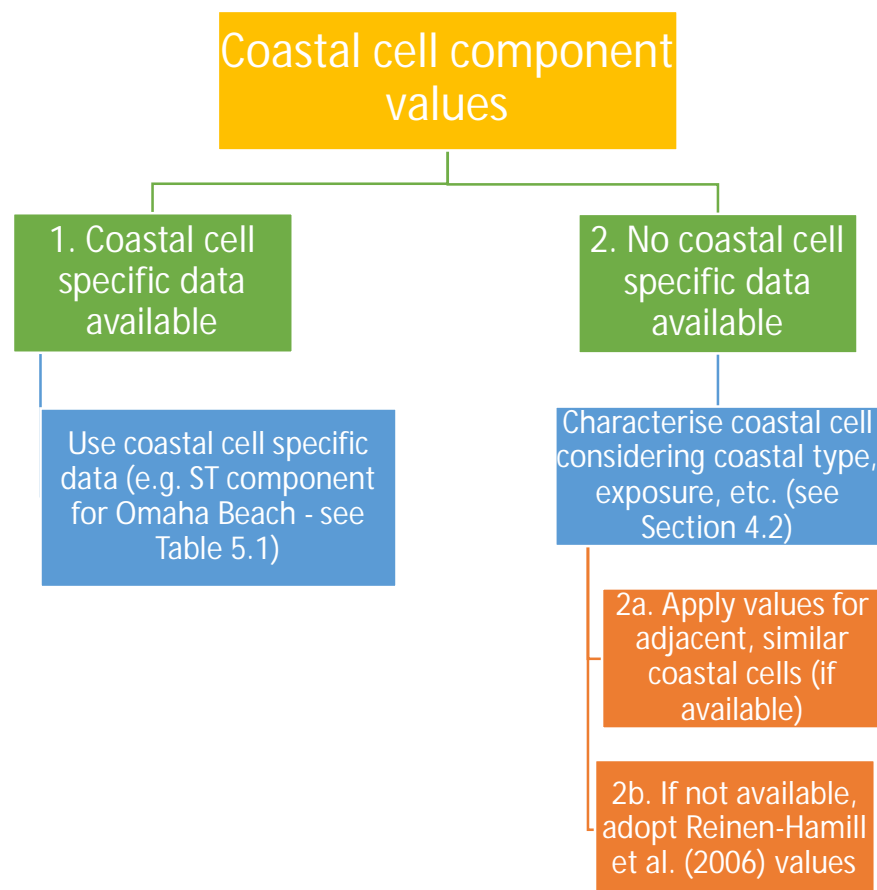 Coastal cell component
values
1. Coastal cell
specific data
available
2. No coastal cell
specific data
available
Use coastal cell specific
data (e.g. ST component
for Omaha Beach - see
Table 5.1)
Characterise coastal cell
considering coastal type,
exposure, etc. (see
Section 4.2)
2a. Apply values for
adjacent, similar
coastal cells (if
available)
2b. If not available,
adopt Reinen-Hamill
et al. (2006) values